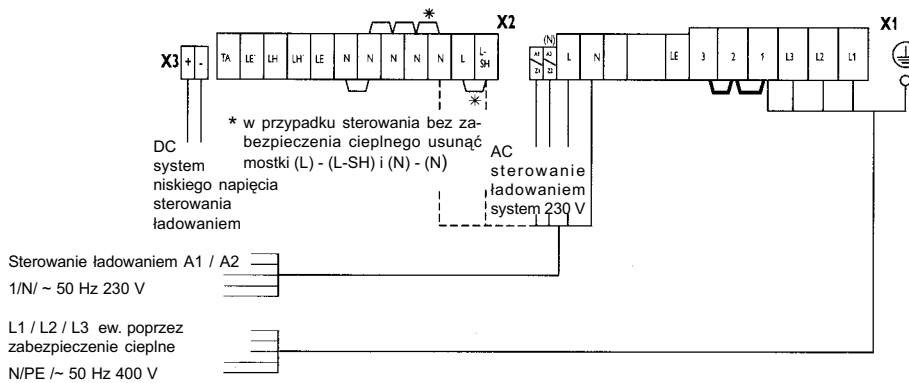 X3 + - TA LE' LH LH' LE N N N N N L L-SH * X2
(N) A1 Z1 A2 Z2 L N LE 3 2 1 L3 L2 L1 X1
*
* w przypadku sterowania bez za-
bezpieczenia cieplnego usunąć
mostki (L) - (L-SH) i (N) - (N)
DC
system
niskiego napięcia
sterowania
ładowaniem
AC
sterowanie
ładowaniem
system 230 V
Sterowanie ładowaniem A1 / A2
1/N/ ~ 50 Hz 230 V
L1 / L2 / L3 ew. poprzez
zabezpieczenie cieplne
N/PE /~ 50 Hz 400 V